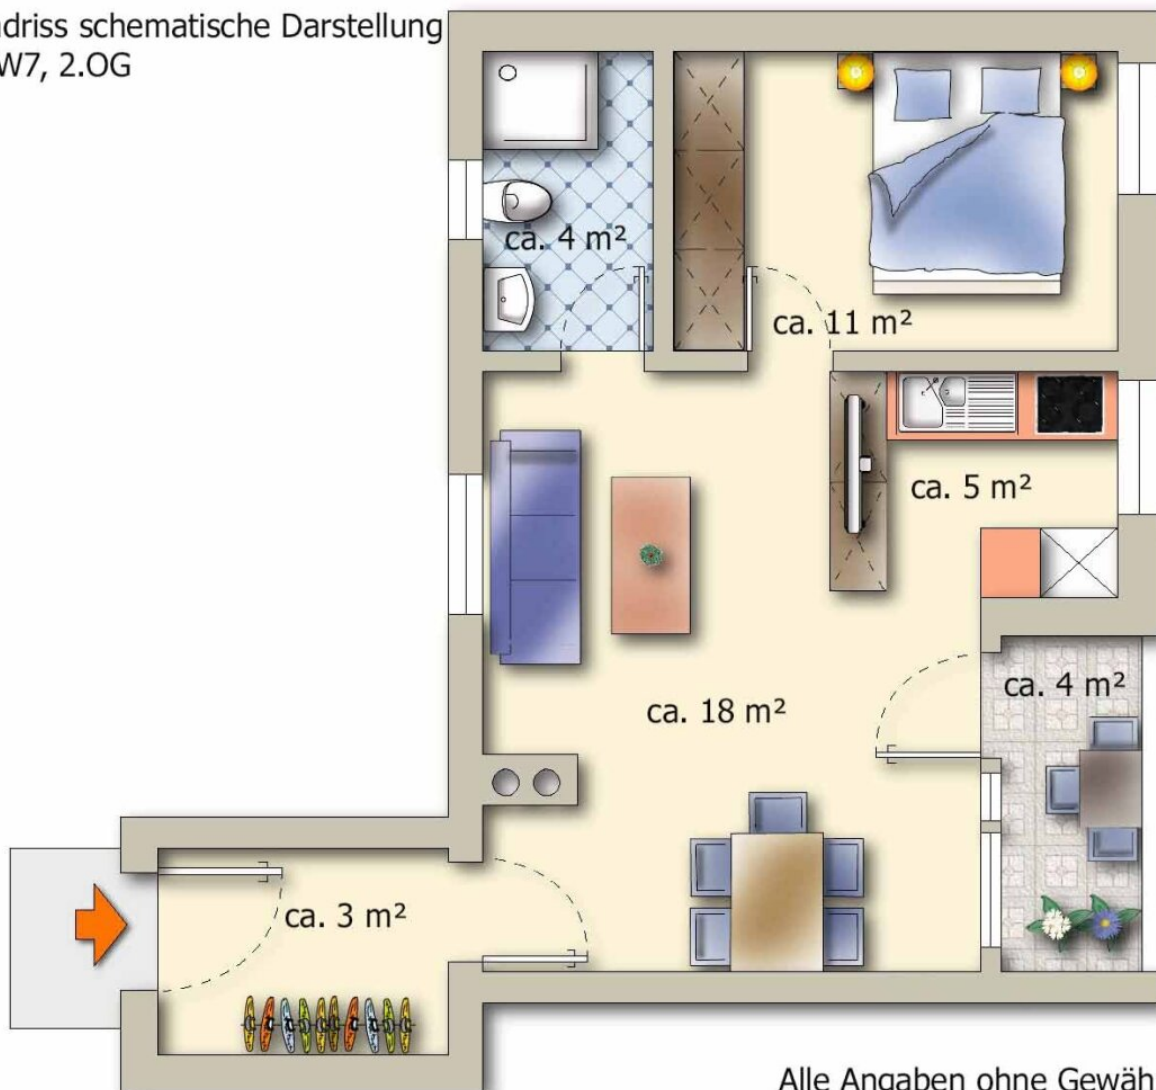 driss schematische Darstellung
W7, 2.OG
ca. 4 m²
ca. 11 m²
ca. 5 m²
ca. 4 m²
ca. 18 m²
ca. 3 m²
Alle Angaben ohne Gewäh